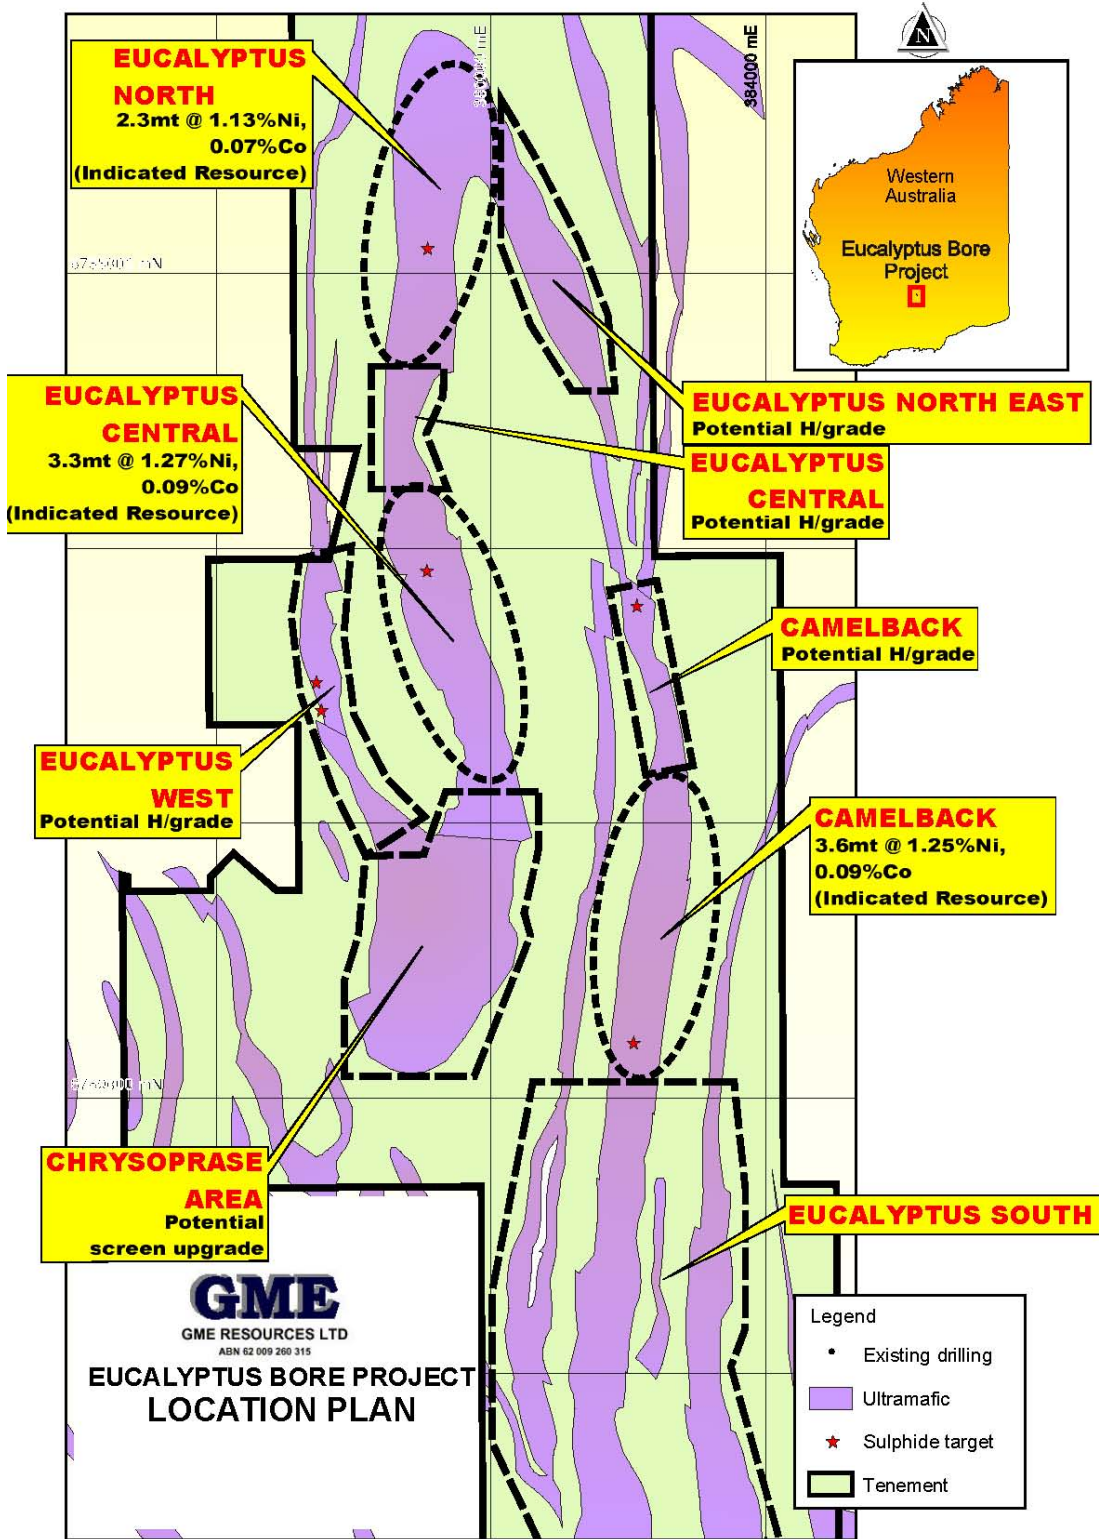 EUCALYPTUS
NORTH
2.3mt @ 1.13%Ni,
0.07%Co
(Indicated Resource)
384000 mE
N
Western
Australia
Eucalyptus Bore
Project
EUCALYPTUS
CENTRAL
3.3mt @ 1.27%Ni,
0.09%Co
(Indicated Resource)
EUCALYPTUS NORTH EAST
Potential H/grade
EUCALYPTUS
CENTRAL
Potential H/grade
CAMELBACK
Potential H/grade
EUCALYPTUS
WEST
Potential H/grade
CAMELBACK
3.6mt @ 1.25%Ni,
0.09%Co
(Indicated Resource)
CHRYSOPRASE
AREA
Potential
screen upgrade
EUCALYPTUS SOUTH
GME
GME RESOURCES LTD
ABN 62 009 260 315
EUCALYPTUS BORE PROJECT
LOCATION PLAN
Legend
Existing drilling
Ultramafic
Sulphide target
Tenement